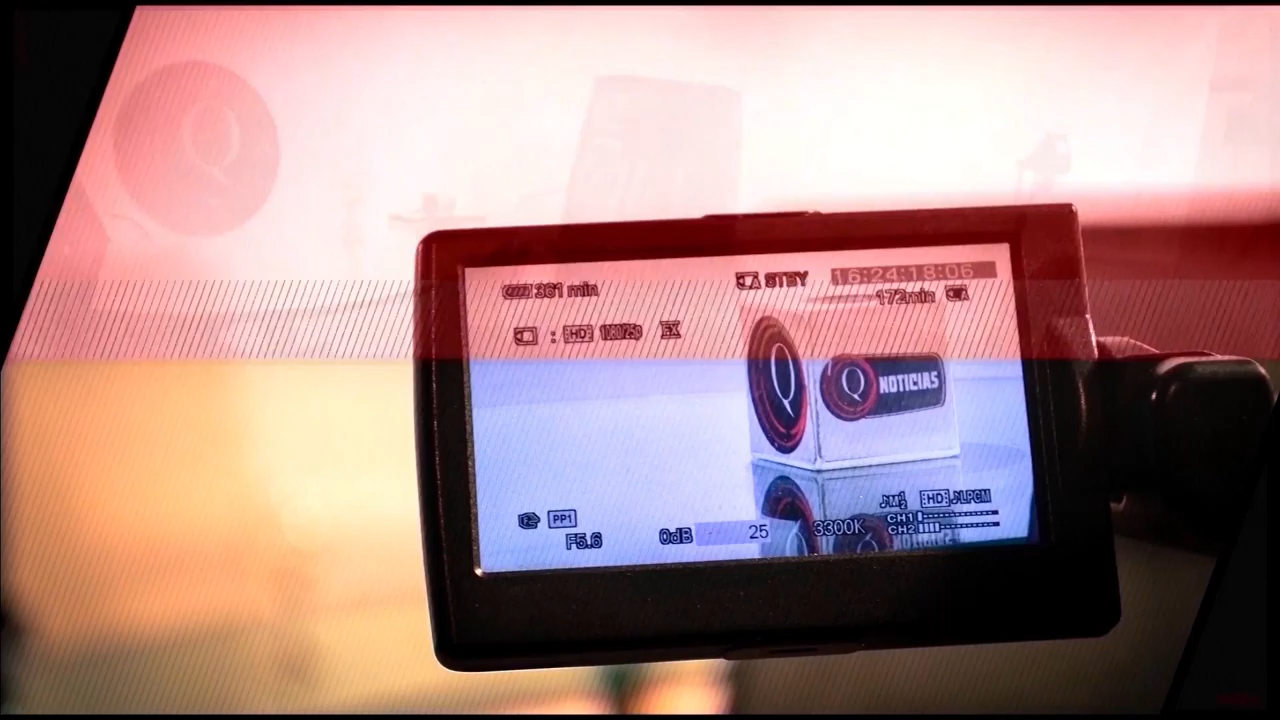 Q
361 min
STBY
16:24:18:06
172min
: HD 1080/25p EX
Q
Q NOTICIAS
PP1
F5.6
0dB
25
3300K
HD LPCM
CH1
CH2